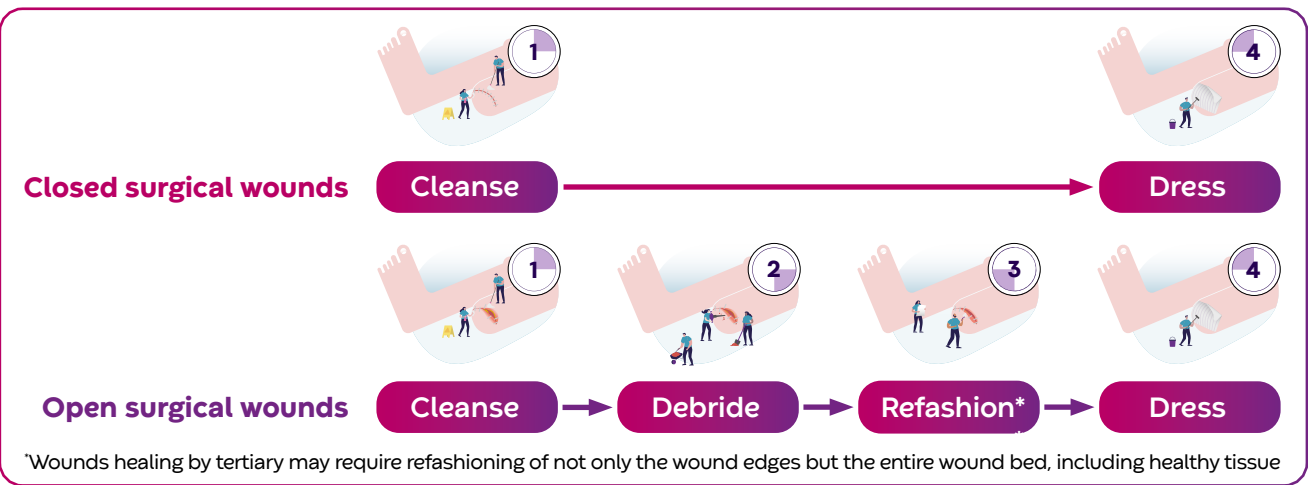 1
4
Closed surgical wounds
Cleanse
Dress
1
2
3
4
Open surgical wounds
Cleanse
Debride
Refashion*
Dress
*Wounds healing by tertiary may require refashioning of not only the wound edges but the entire wound bed, including healthy tissue